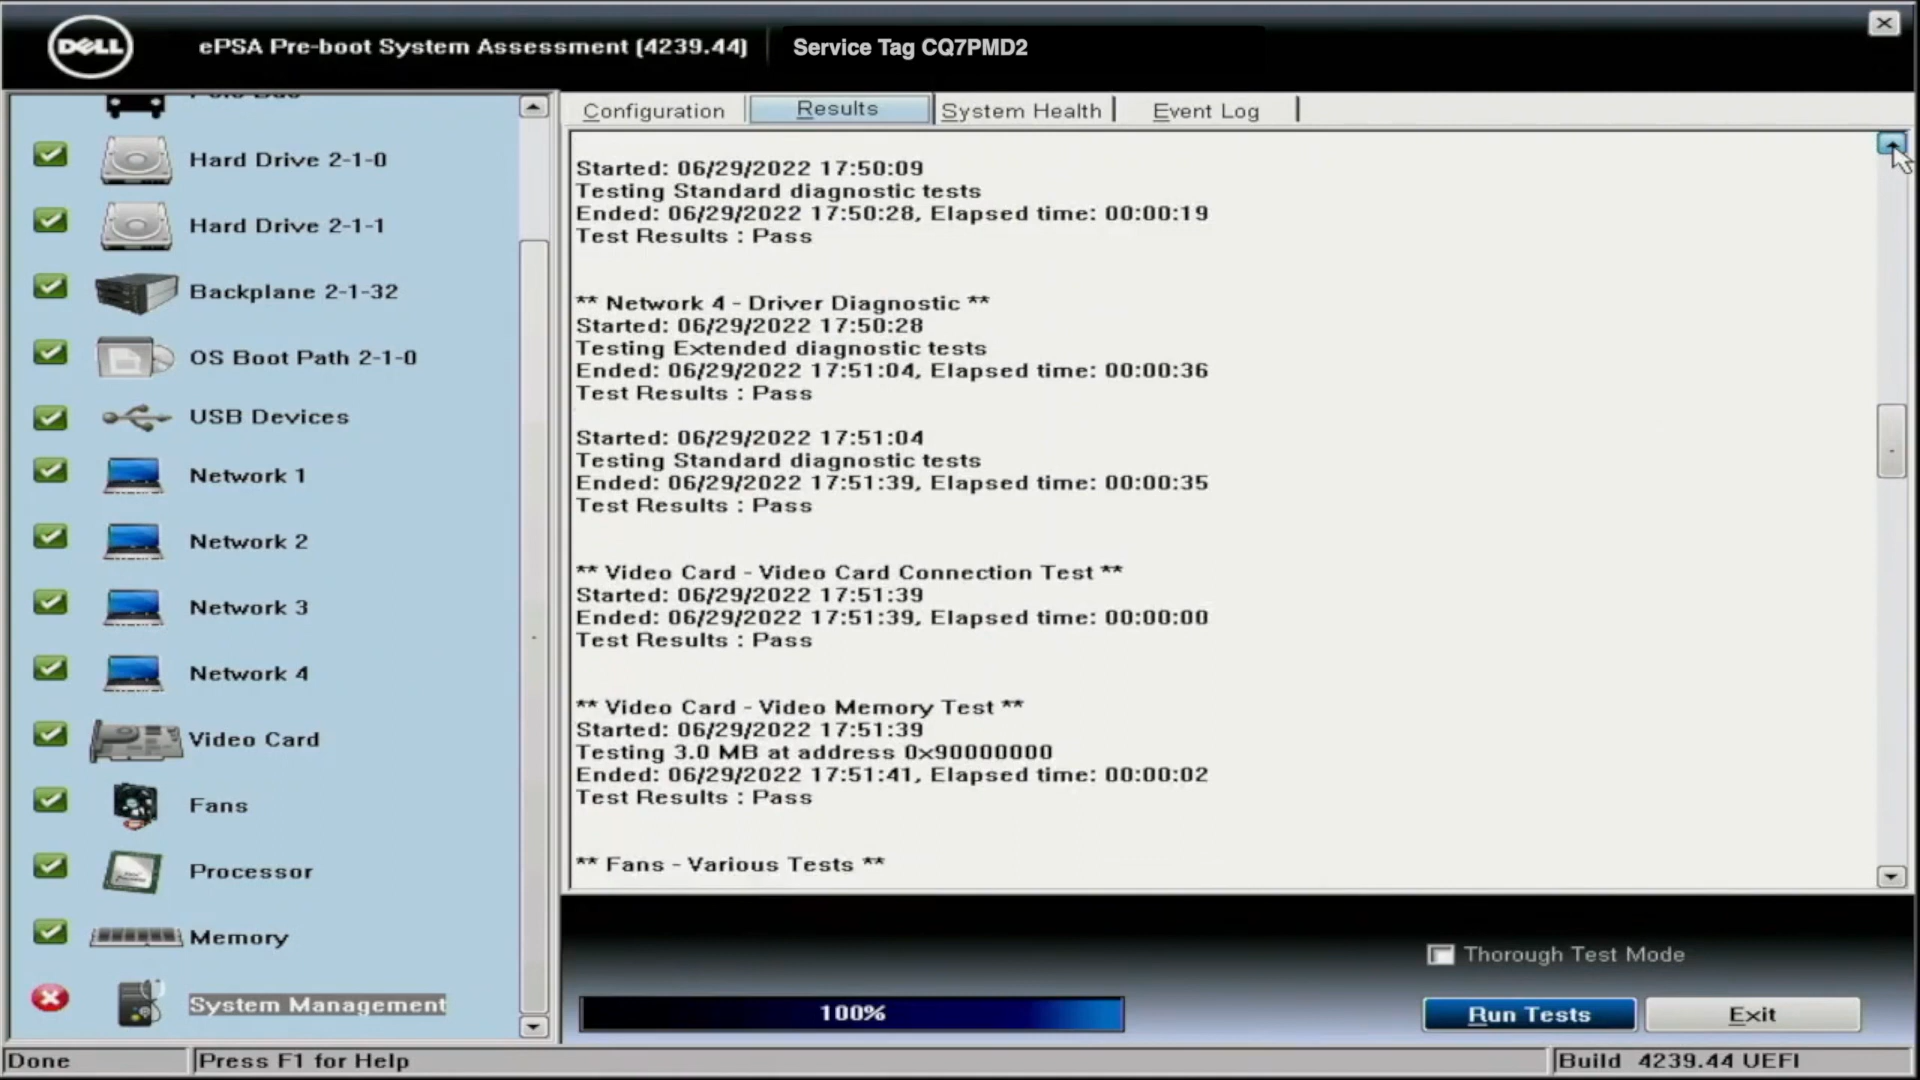 DELL
ePSA Pre-boot System Assessment (4239.44)
Service Tag CQ7PMD2
Hard Drive 2-1-0
Hard Drive 2-1-1
Backplane 2-1-32
OS Boot Path 2-1-0
USB Devices
Network 1
Network 2
Network 3
Network 4
Video Card
Fans
Processor
Memory
System Management
Configuration
Results
System Health
Event Log
Started: 06/29/2022 17:50:09
Testing Standard diagnostic tests
Ended: 06/29/2022 17:50:28, Elapsed time: 00:00:19
Test Results : Pass
** Network 4 - Driver Diagnostic **
Started: 06/29/2022 17:50:28
Testing Extended diagnostic tests
Ended: 06/29/2022 17:51:04, Elapsed time: 00:00:36
Test Results : Pass
Started: 06/29/2022 17:51:04
Testing Standard diagnostic tests
Ended: 06/29/2022 17:51:39, Elapsed time: 00:00:35
Test Results : Pass
** Video Card - Video Card Connection Test **
Started: 06/29/2022 17:51:39
Ended: 06/29/2022 17:51:39, Elapsed time: 00:00:00
Test Results : Pass
** Video Card - Video Memory Test **
Started: 06/29/2022 17:51:39
Testing 3.0 MB at address 0x90000000
Ended: 06/29/2022 17:51:41, Elapsed time: 00:00:02
Test Results : Pass
** Fans - Various Tests **
Thorough Test Mode
100%
Run Tests
Exit
Done
Press F1 for Help
Build 4239.44 UEFI